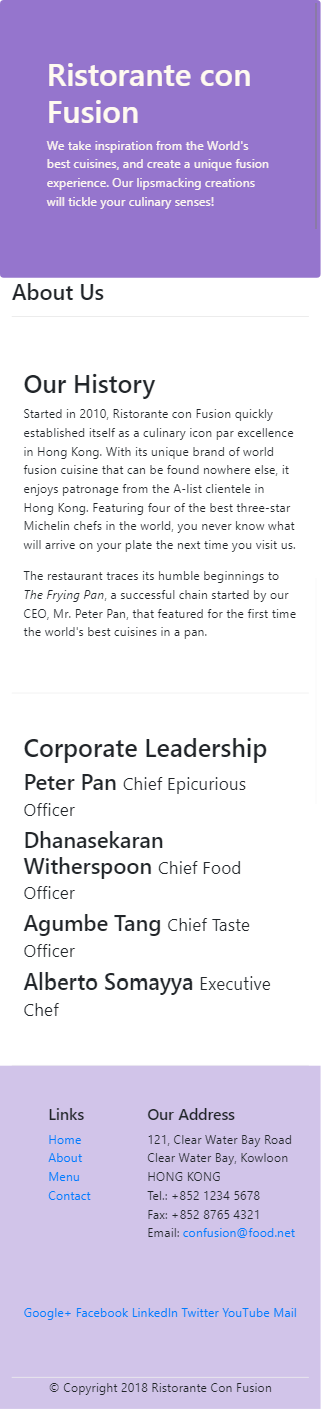 Ristorante con
Fusion
We take inspiration from the World's
best cuisines, and create a unique fusion
experience. Our lipsmacking creations
will tickle your culinary senses!
About Us
Our History
Started in 2010, Ristorante con Fusion quickly
established itself as a culinary icon par excellence
in Hong Kong. With its unique brand of world
fusion cuisine that can be found nowhere else, it
enjoys patronage from the A-list clientele in
Hong Kong. Featuring four of the best three-star
Michelin chefs in the world, you never know what
will arrive on your plate the next time you visit us.
The restaurant traces its humble beginnings to
The Frying Pan, a successful chain started by our
CEO, Mr. Peter Pan, that featured for the first time
the world's best cuisines in a pan.
Corporate Leadership
Peter Pan Chief Epicurious
Officer
Dhanasekaran
Witherspoon Chief Food
Officer
Agumbe Tang Chief Taste
Officer
Alberto Somayya Executive
Chef
Links
Home
About
Menu
Contact
Our Address
121, Clear Water Bay Road
Clear Water Bay, Kowloon
HONG KONG
Tel.: +852 1234 5678
Fax: +852 8765 4321
Email: confusion@food.net
Google+ Facebook LinkedIn Twitter YouTube Mail
© Copyright 2018 Ristorante Con Fusion